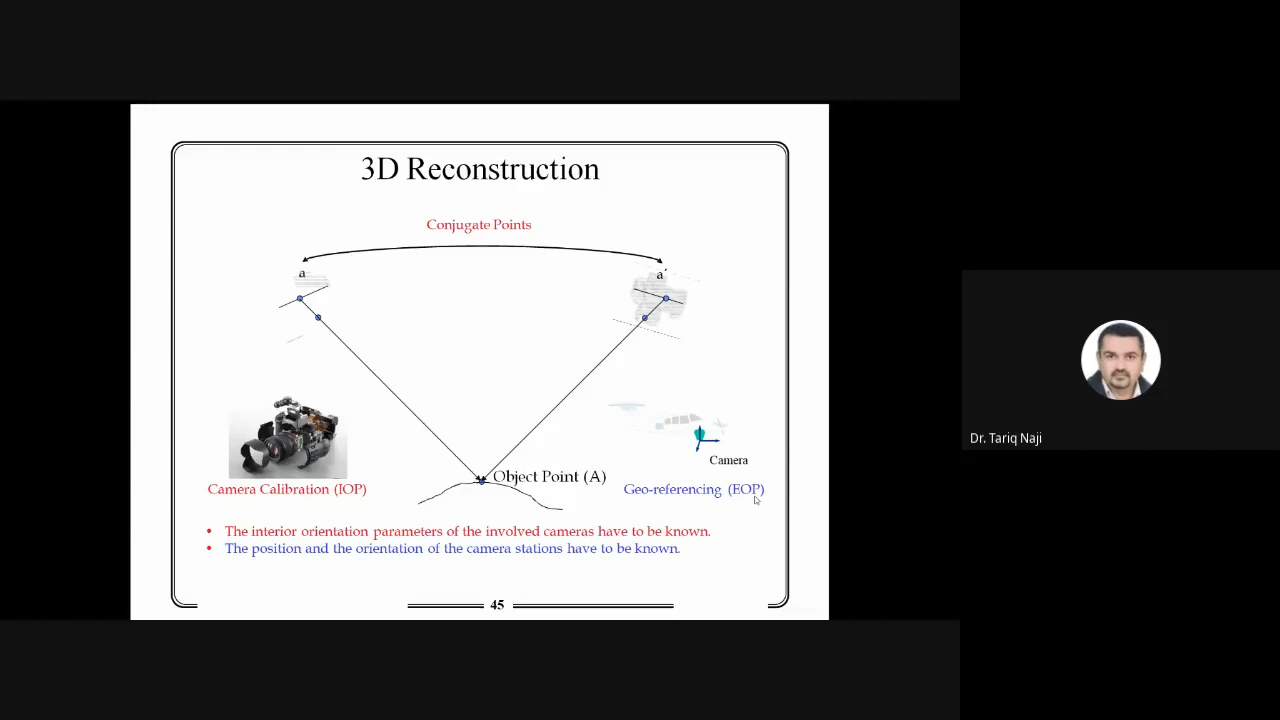 3D Reconstruction
Conjugate Points
a
a´
Object Point (A)
Camera
Camera Calibration (IOP)
Geo-referencing (EOP)
• The interior orientation parameters of the involved cameras have to be known.
• The position and the orientation of the camera stations have to be known.
45
Dr. Tariq Naji